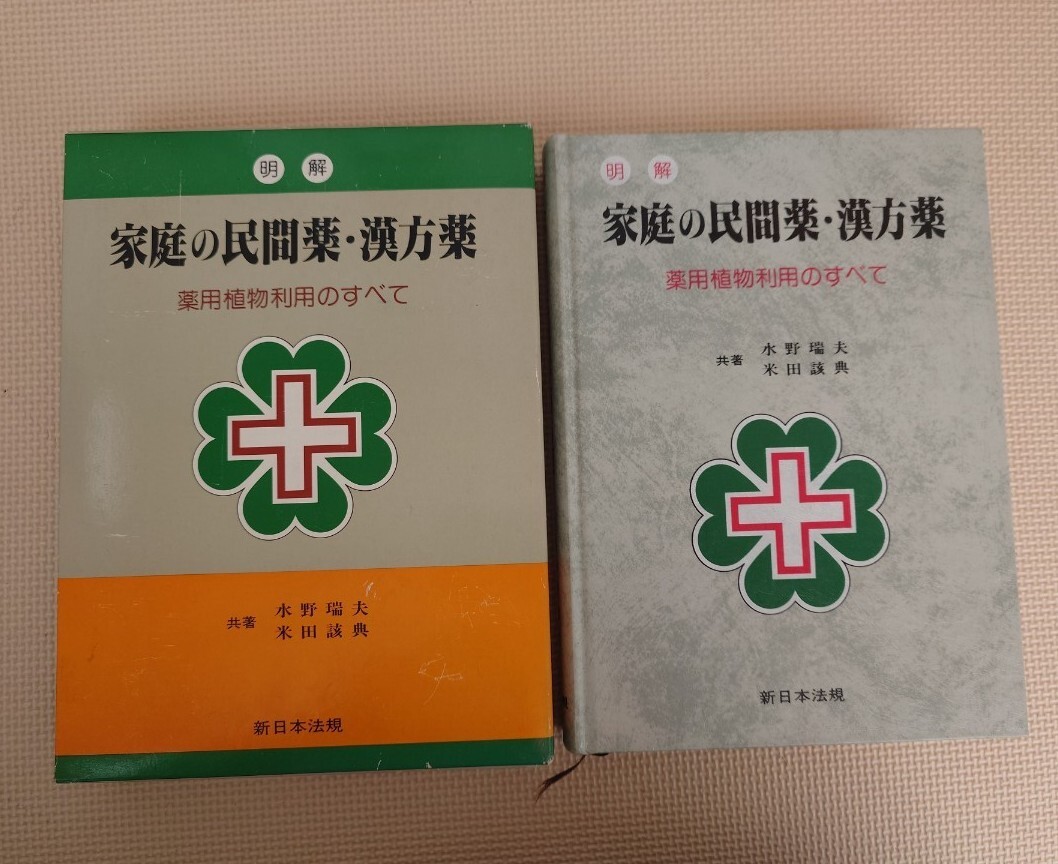 明 解
家庭の民間薬・漢方薬
薬用植物利用のすべて
共著
水野瑞夫
米田該典
新日本法規
明 解
家庭の民間薬・漢方薬
薬用植物利用のすべて
共著
水野瑞夫
米田該典
新日本法規